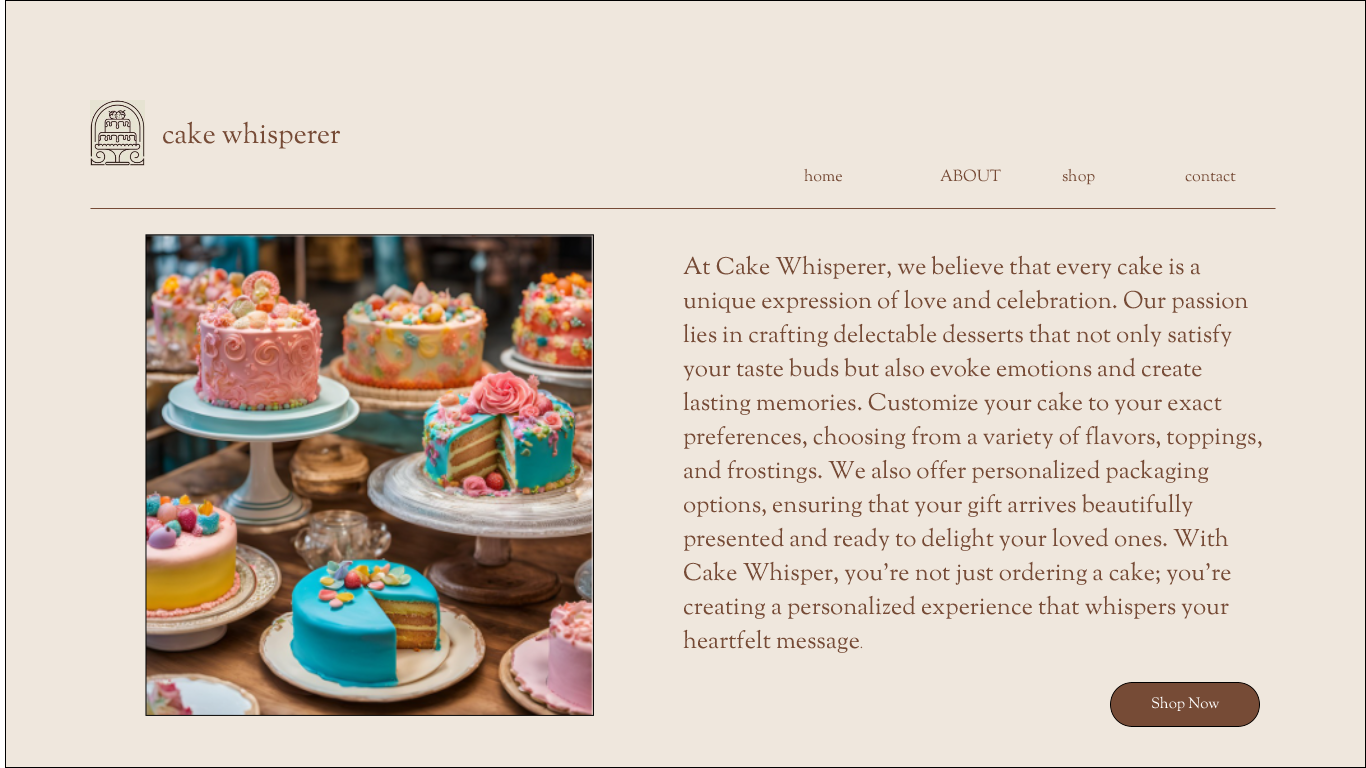 cake whisperer
home ABOUT shop contact
At Cake Whisperer, we believe that every cake is a
unique expression of love and celebration. Our passion
lies in crafting delectable desserts that not only satisfy
your taste buds but also evoke emotions and create
lasting memories. Customize your cake to your exact
preferences, choosing from a variety of flavors, toppings,
and frostings. We also offer personalized packaging
options, ensuring that your gift arrives beautifully
presented and ready to delight your loved ones. With
Cake Whisper, you’re not just ordering a cake; you’re
creating a personalized experience that whispers your
heartfelt message.
Shop Now